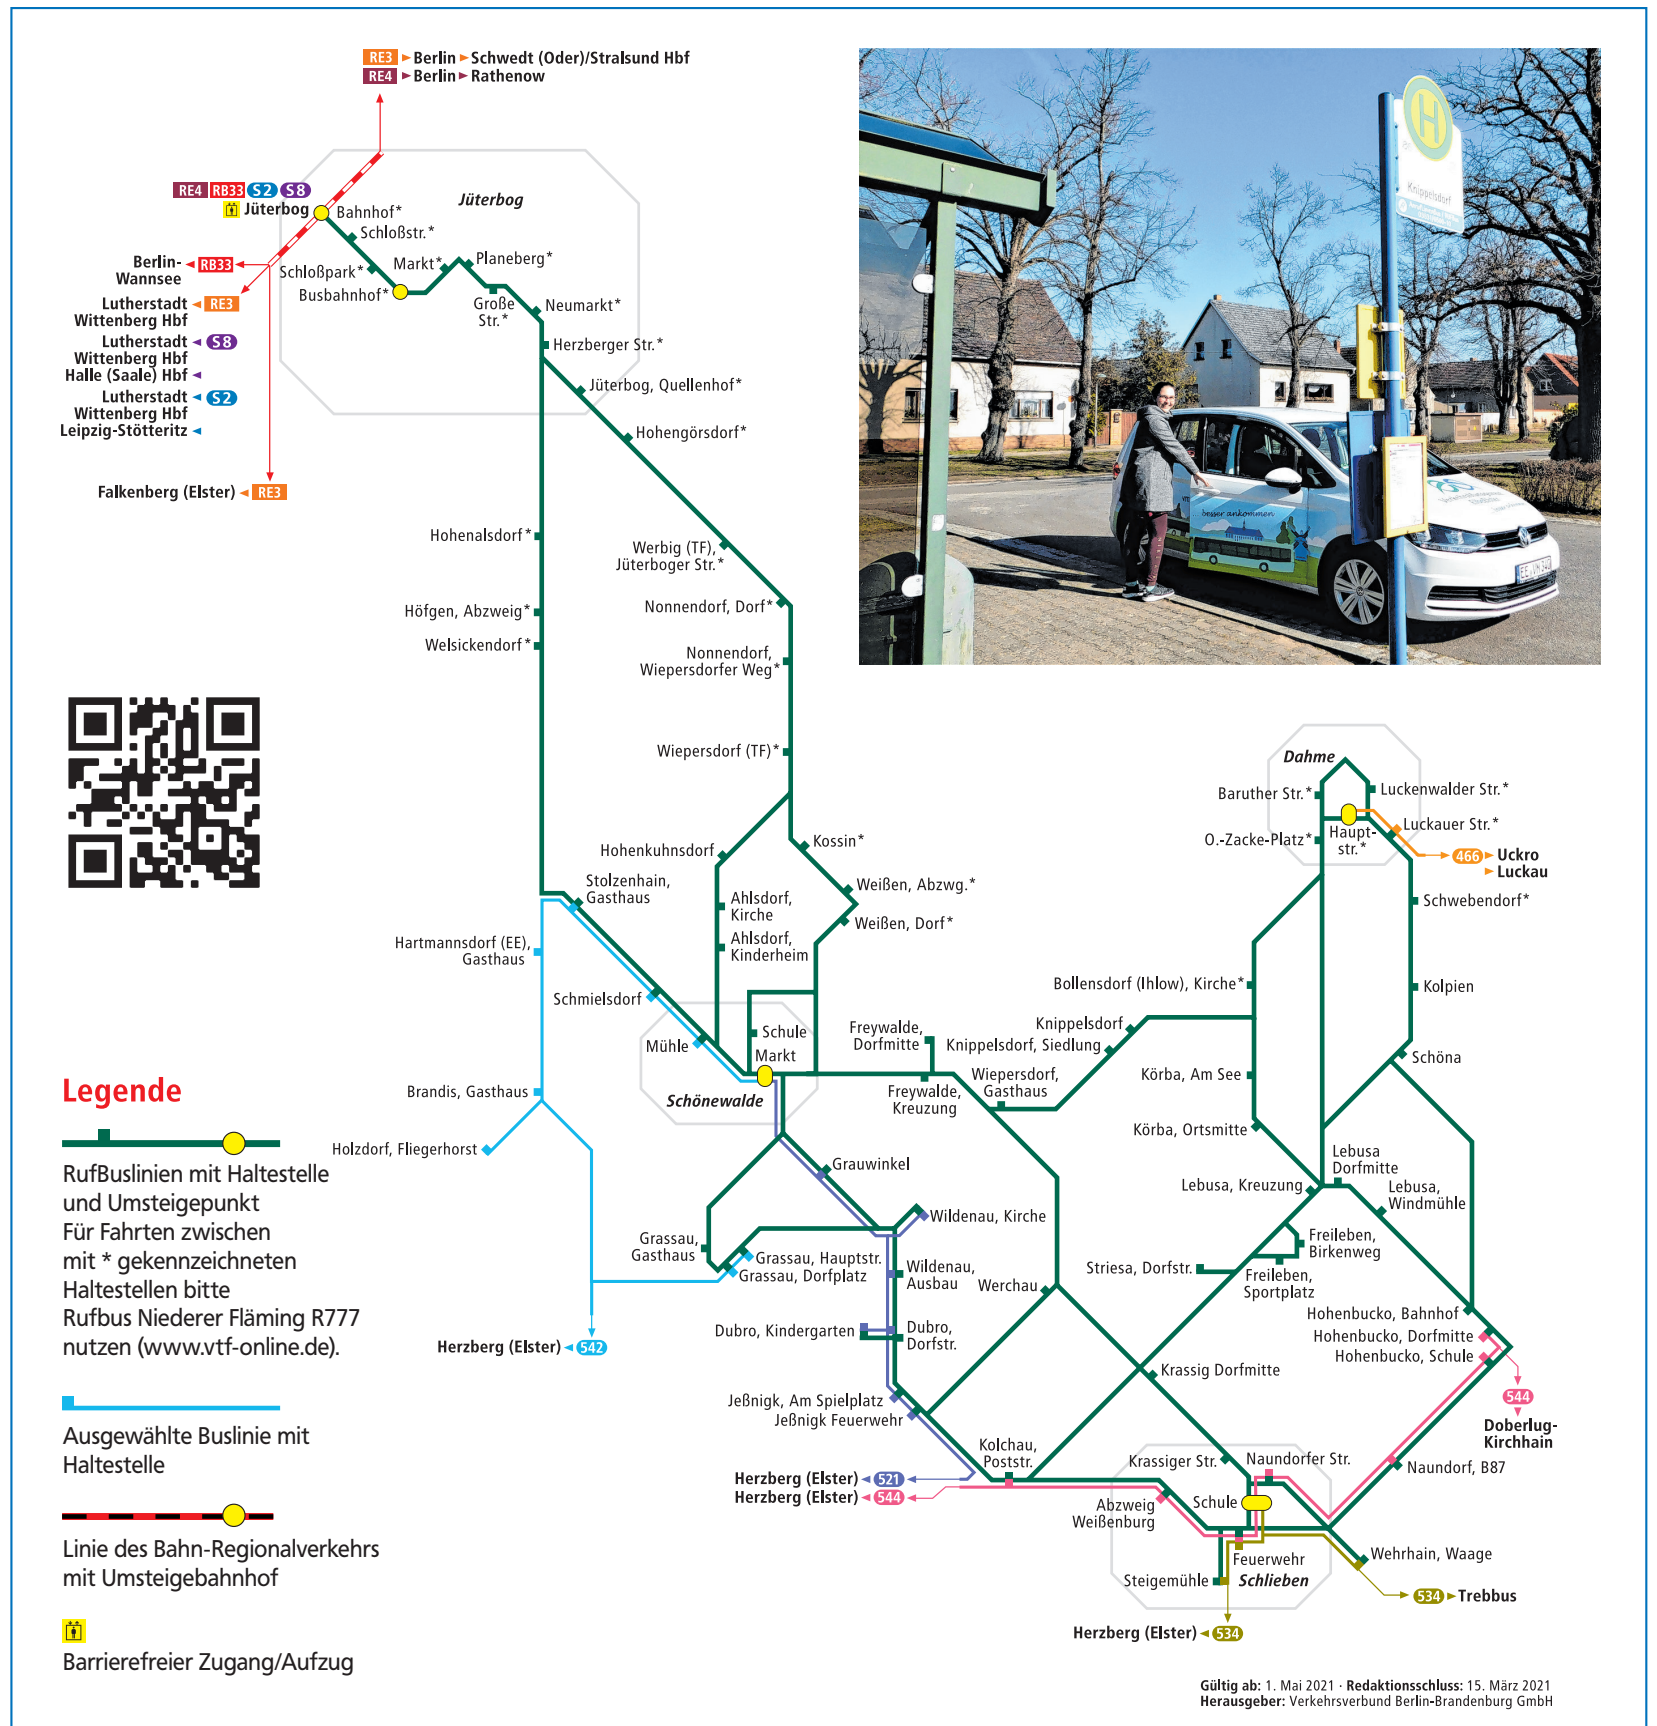 RE3 Berlin Schwedt (Oder)/Stralsund Hbf
RE4 Berlin Rathenow
RE4 RB33 S2 S8
Jüterbog
Jüterbog
Bahnhof*
Schloßstr.*
Schloßpark*
Busbahnhof*
Markt*
Planeberg*
Große
Str.*
Neumarkt*
Herzberger Str.*
Jüterbog, Quellenhof*
Hohengörsdorf*
Berlin-
Wannsee
RB33
Lutherstadt
Wittenberg Hbf
RE3
Lutherstadt
Wittenberg Hbf
Halle (Saale) Hbf
S8
Lutherstadt
Wittenberg Hbf
Leipzig-Stötteritz
S2
Falkenberg (Elster) RE3
Hohenalsdorf*
Werbig (TF),
Jüterboger Str.*
Höfgen, Abzweig*
Nonnendorf, Dorf*
Welsickendorf*
Nonnendorf,
Wiepersdorfer Weg*
Wiepersdorf (TF)*
H
Knippelsdorf
...besser ankommen
EE·VM 340
Dahme
Baruther Str.*
Luckenwalder Str.*
O.-Zacke-Platz*
Haupt-
str.*
Luckauer Str.*
466 Uckro
Luckau
Schwebendorf*
Kolpien
Schöna
Hohenkuhnsdorf
Kossin*
Stolzenhain,
Gasthaus
Ahlsdorf,
Kirche
Ahlsdorf,
Kinderheim
Weißen, Abzwg.*
Weißen, Dorf*
Hartmannsdorf (EE),
Gasthaus
Schmielsdorf
Mühle
Schule
Markt
Schönewalde
Freywalde,
Dorfmitte
Freywalde,
Kreuzung
Bollensdorf (Ihlow), Kirche*
Knippelsdorf
Knippelsdorf, Siedlung
Wiepersdorf,
Gasthaus
Körba, Am See
Körba, Ortsmitte
Brandis, Gasthaus
Holzdorf, Fliegerhorst
Grauwinkel
Wildenau, Kirche
Lebusa
Dorfmitte
Lebusa, Kreuzung
Lebusa,
Windmühle
Grassau,
Gasthaus
Grassau, Hauptstr.
Grassau, Dorfplatz
Wildenau,
Ausbau
Werchau
Striesa, Dorfstr.
Freileben,
Birkenweg
Freileben,
Sportplatz
Hohenbucko, Bahnhof
Hohenbucko, Dorfmitte
Hohenbucko, Schule
Herzberg (Elster) 542
Dubro, Kindergarten
Dubro,
Dorfstr.
Krassig Dorfmitte
Jeßnigk, Am Spielplatz
Jeßnigk Feuerwehr
544
Doberlug-
Kirchhain
Kolchau,
Poststr.
Krassiger Str.
Naundorfer Str.
Naundorf, B87
Herzberg (Elster) 521
Herzberg (Elster) 544
Abzweig
Weißenburg
Schule
Feuerwehr
Steigemühle
Schlieben
Wehrhain, Waage
534 Trebbus
Herzberg (Elster) 534
Legende
RufBuslinien mit Haltestelle
und Umsteigepunkt
Für Fahrten zwischen
mit * gekennzeichneten
Haltestellen bitte
Rufbus Niederer Fläming R777
nutzen (www.vtf-online.de).
Ausgewählte Buslinie mit
Haltestelle
Linie des Bahn-Regionalverkehrs
mit Umsteigebahnhof
Barrierefreier Zugang/Aufzug
Gültig ab: 1. Mai 2021 · Redaktionsschluss: 15. März 2021
Herausgeber: Verkehrsverbund Berlin-Brandenburg GmbH